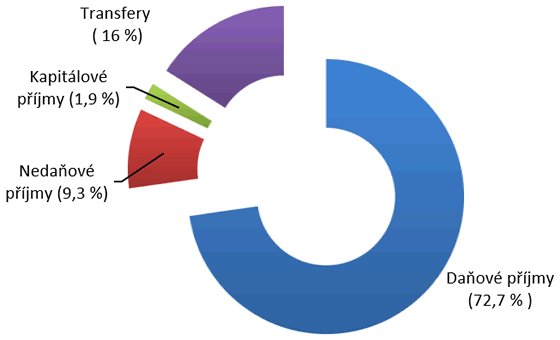 Transfery
( 16 %)
Kapitálové
příjmy (1,9 %)
Nedaňové
příjmy (9,3 %)
Daňové příjmy
(72,7 % )